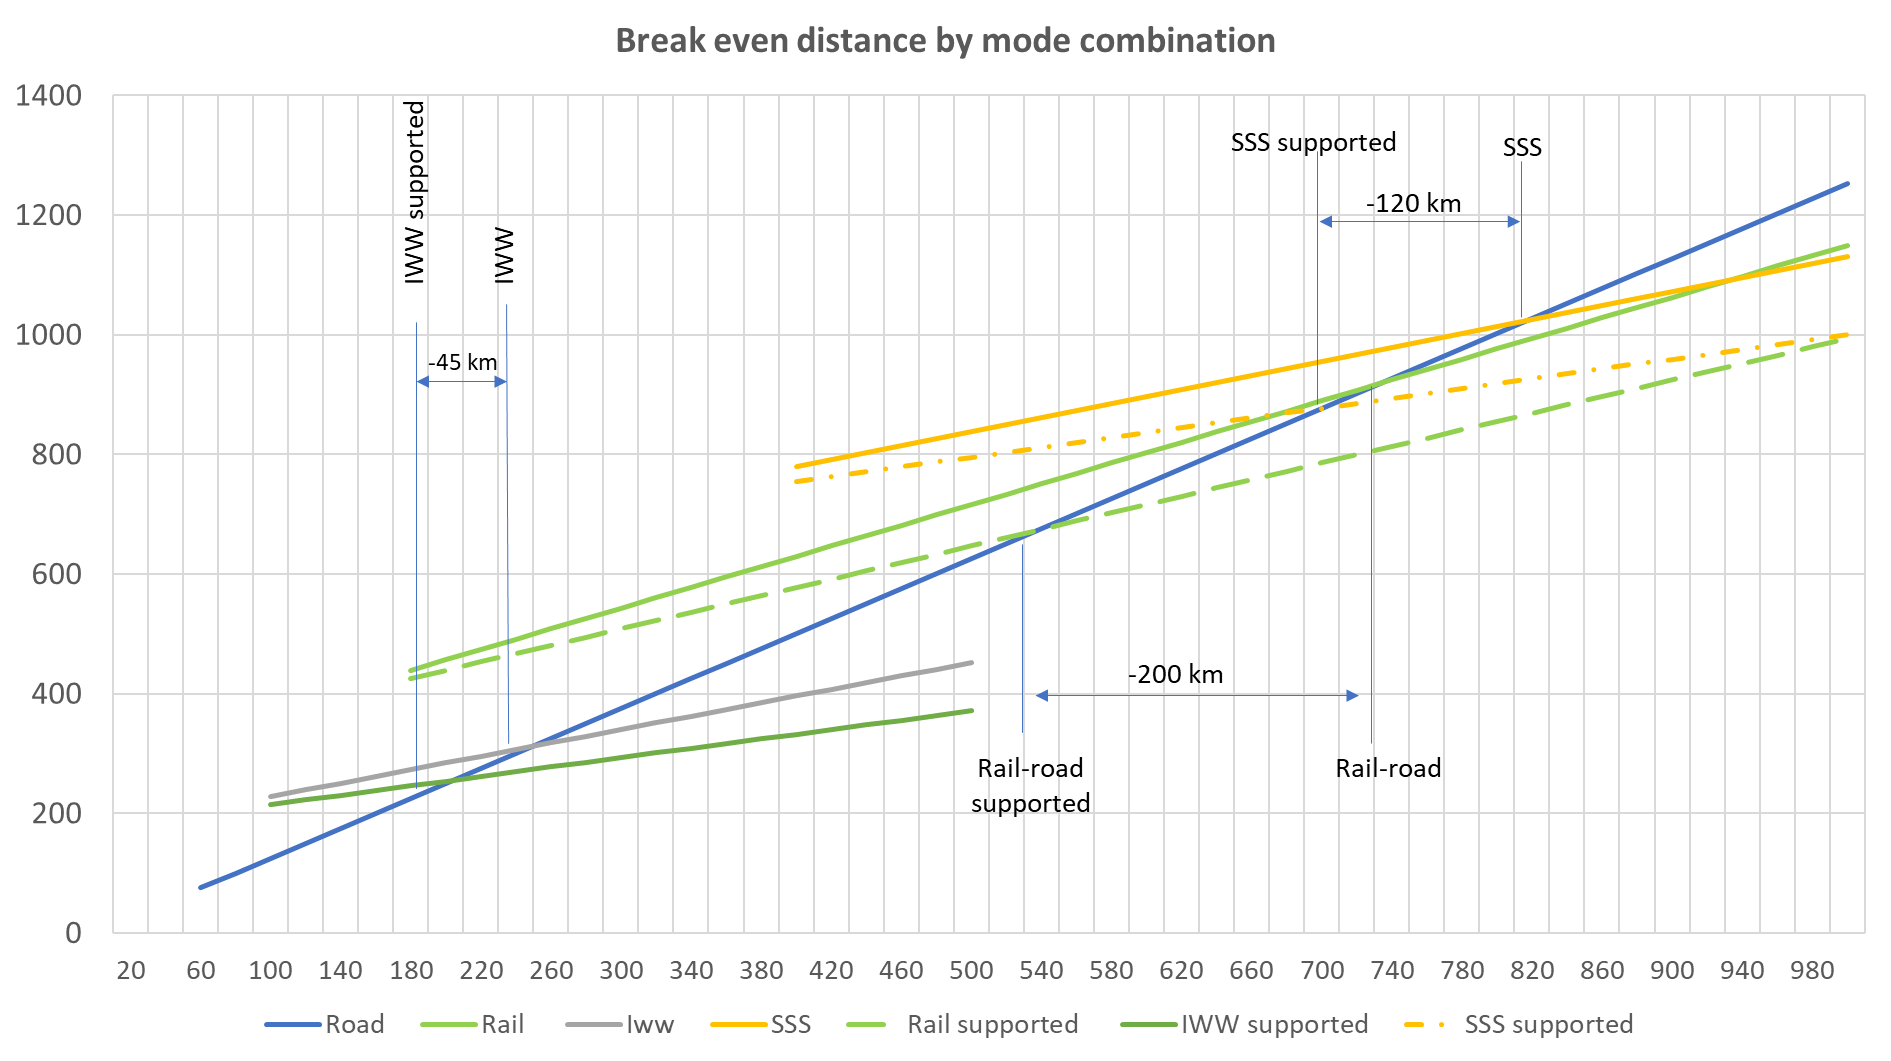 Break even distance by mode combination
1400
1200
1000
800
600
400
200
0
IWW supported
IWW
-45 km
SSS supported
SSS
-120 km
-200 km
Rail-road
supported
Rail-road
20 60 100 140 180 220 260 300 340 380 420 460 500 540 580 620 660 700 740 780 820 860 900 940 980
Road Rail Iww SSS Rail supported IWW supported SSS supported